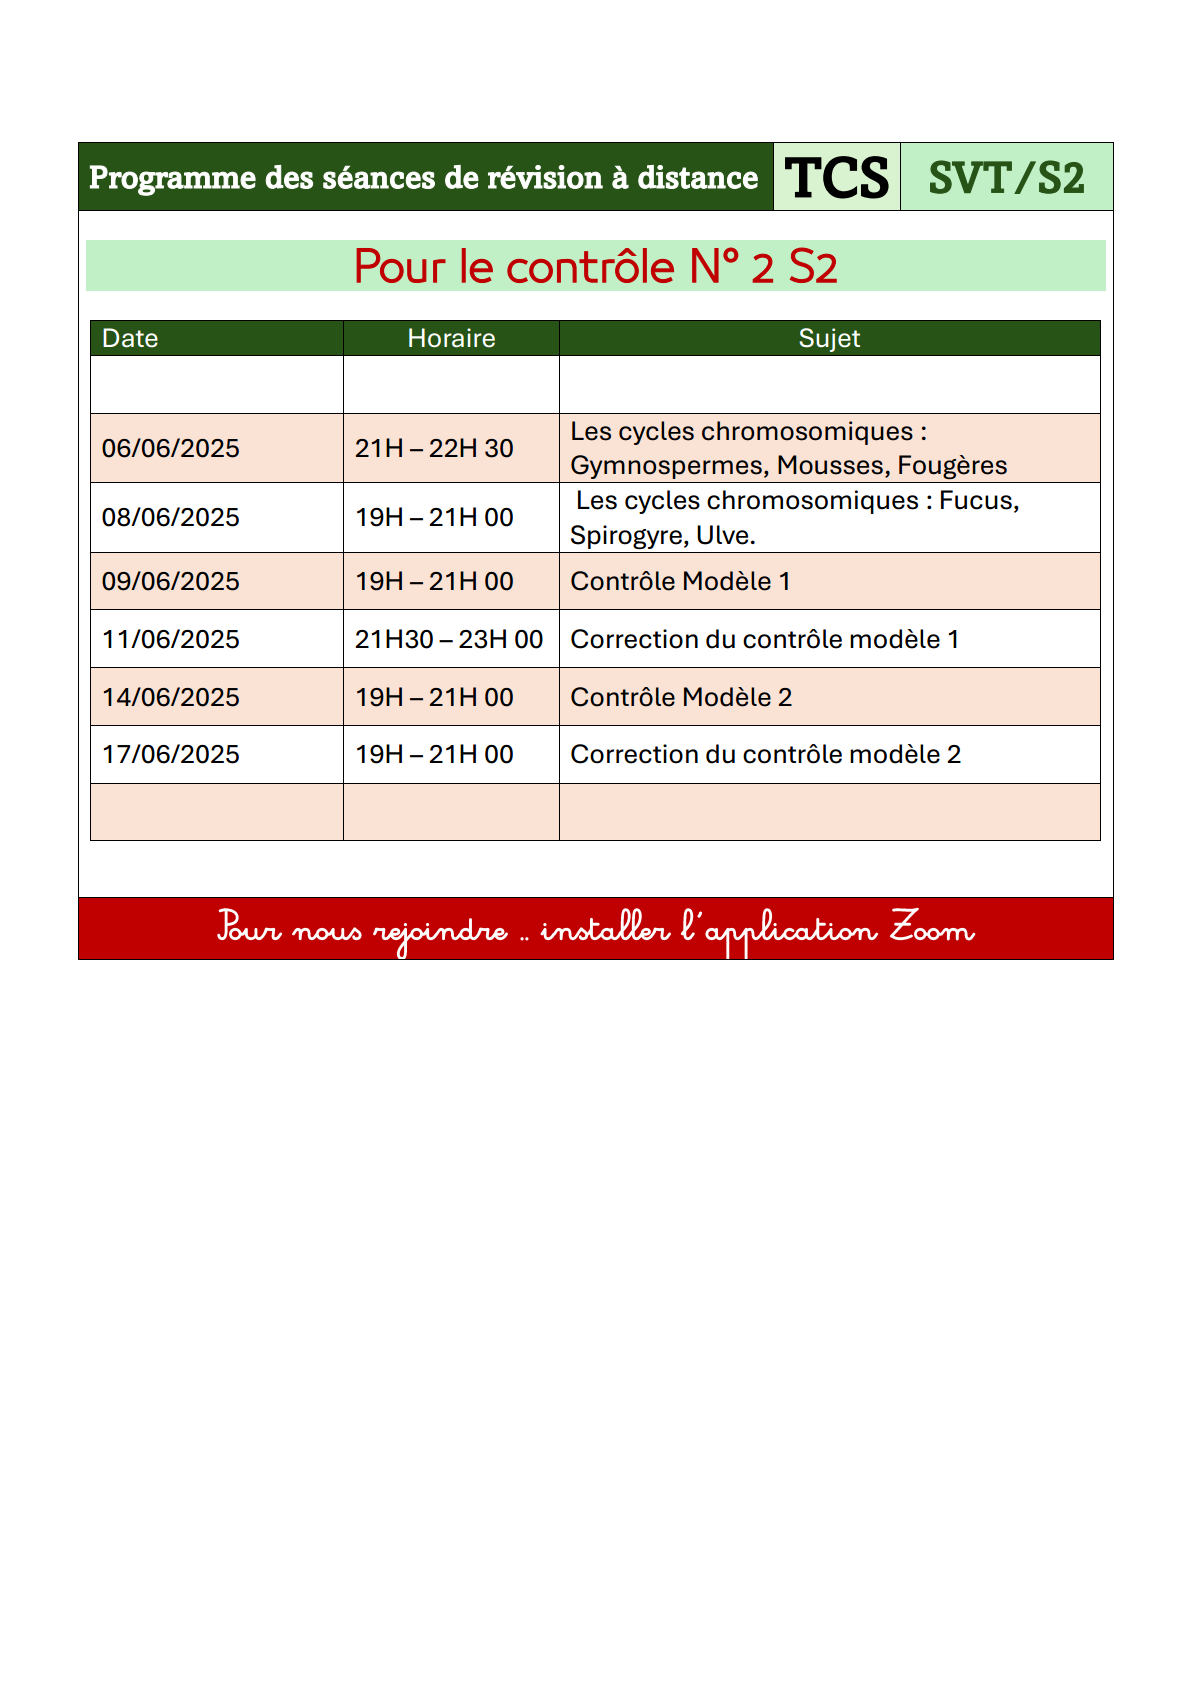 Programme des séances de révision à distance TCS SVT/S2
Pour le contrôle N° 2 S2
Date Horaire Sujet
06/06/2025 21H – 22H 30 Les cycles chromosomiques :
Gymnospermes, Mousses, Fougères
08/06/2025 19H – 21H 00 Les cycles chromosomiques : Fucus,
Spirogyre, Ulve.
09/06/2025 19H – 21H 00 Contrôle Modèle 1
11/06/2025 21H30 – 23H 00 Correction du contrôle modèle 1
14/06/2025 19H – 21H 00 Contrôle Modèle 2
17/06/2025 19H – 21H 00 Correction du contrôle modèle 2
Pour nous rejoindre .. installer l'application Zoom